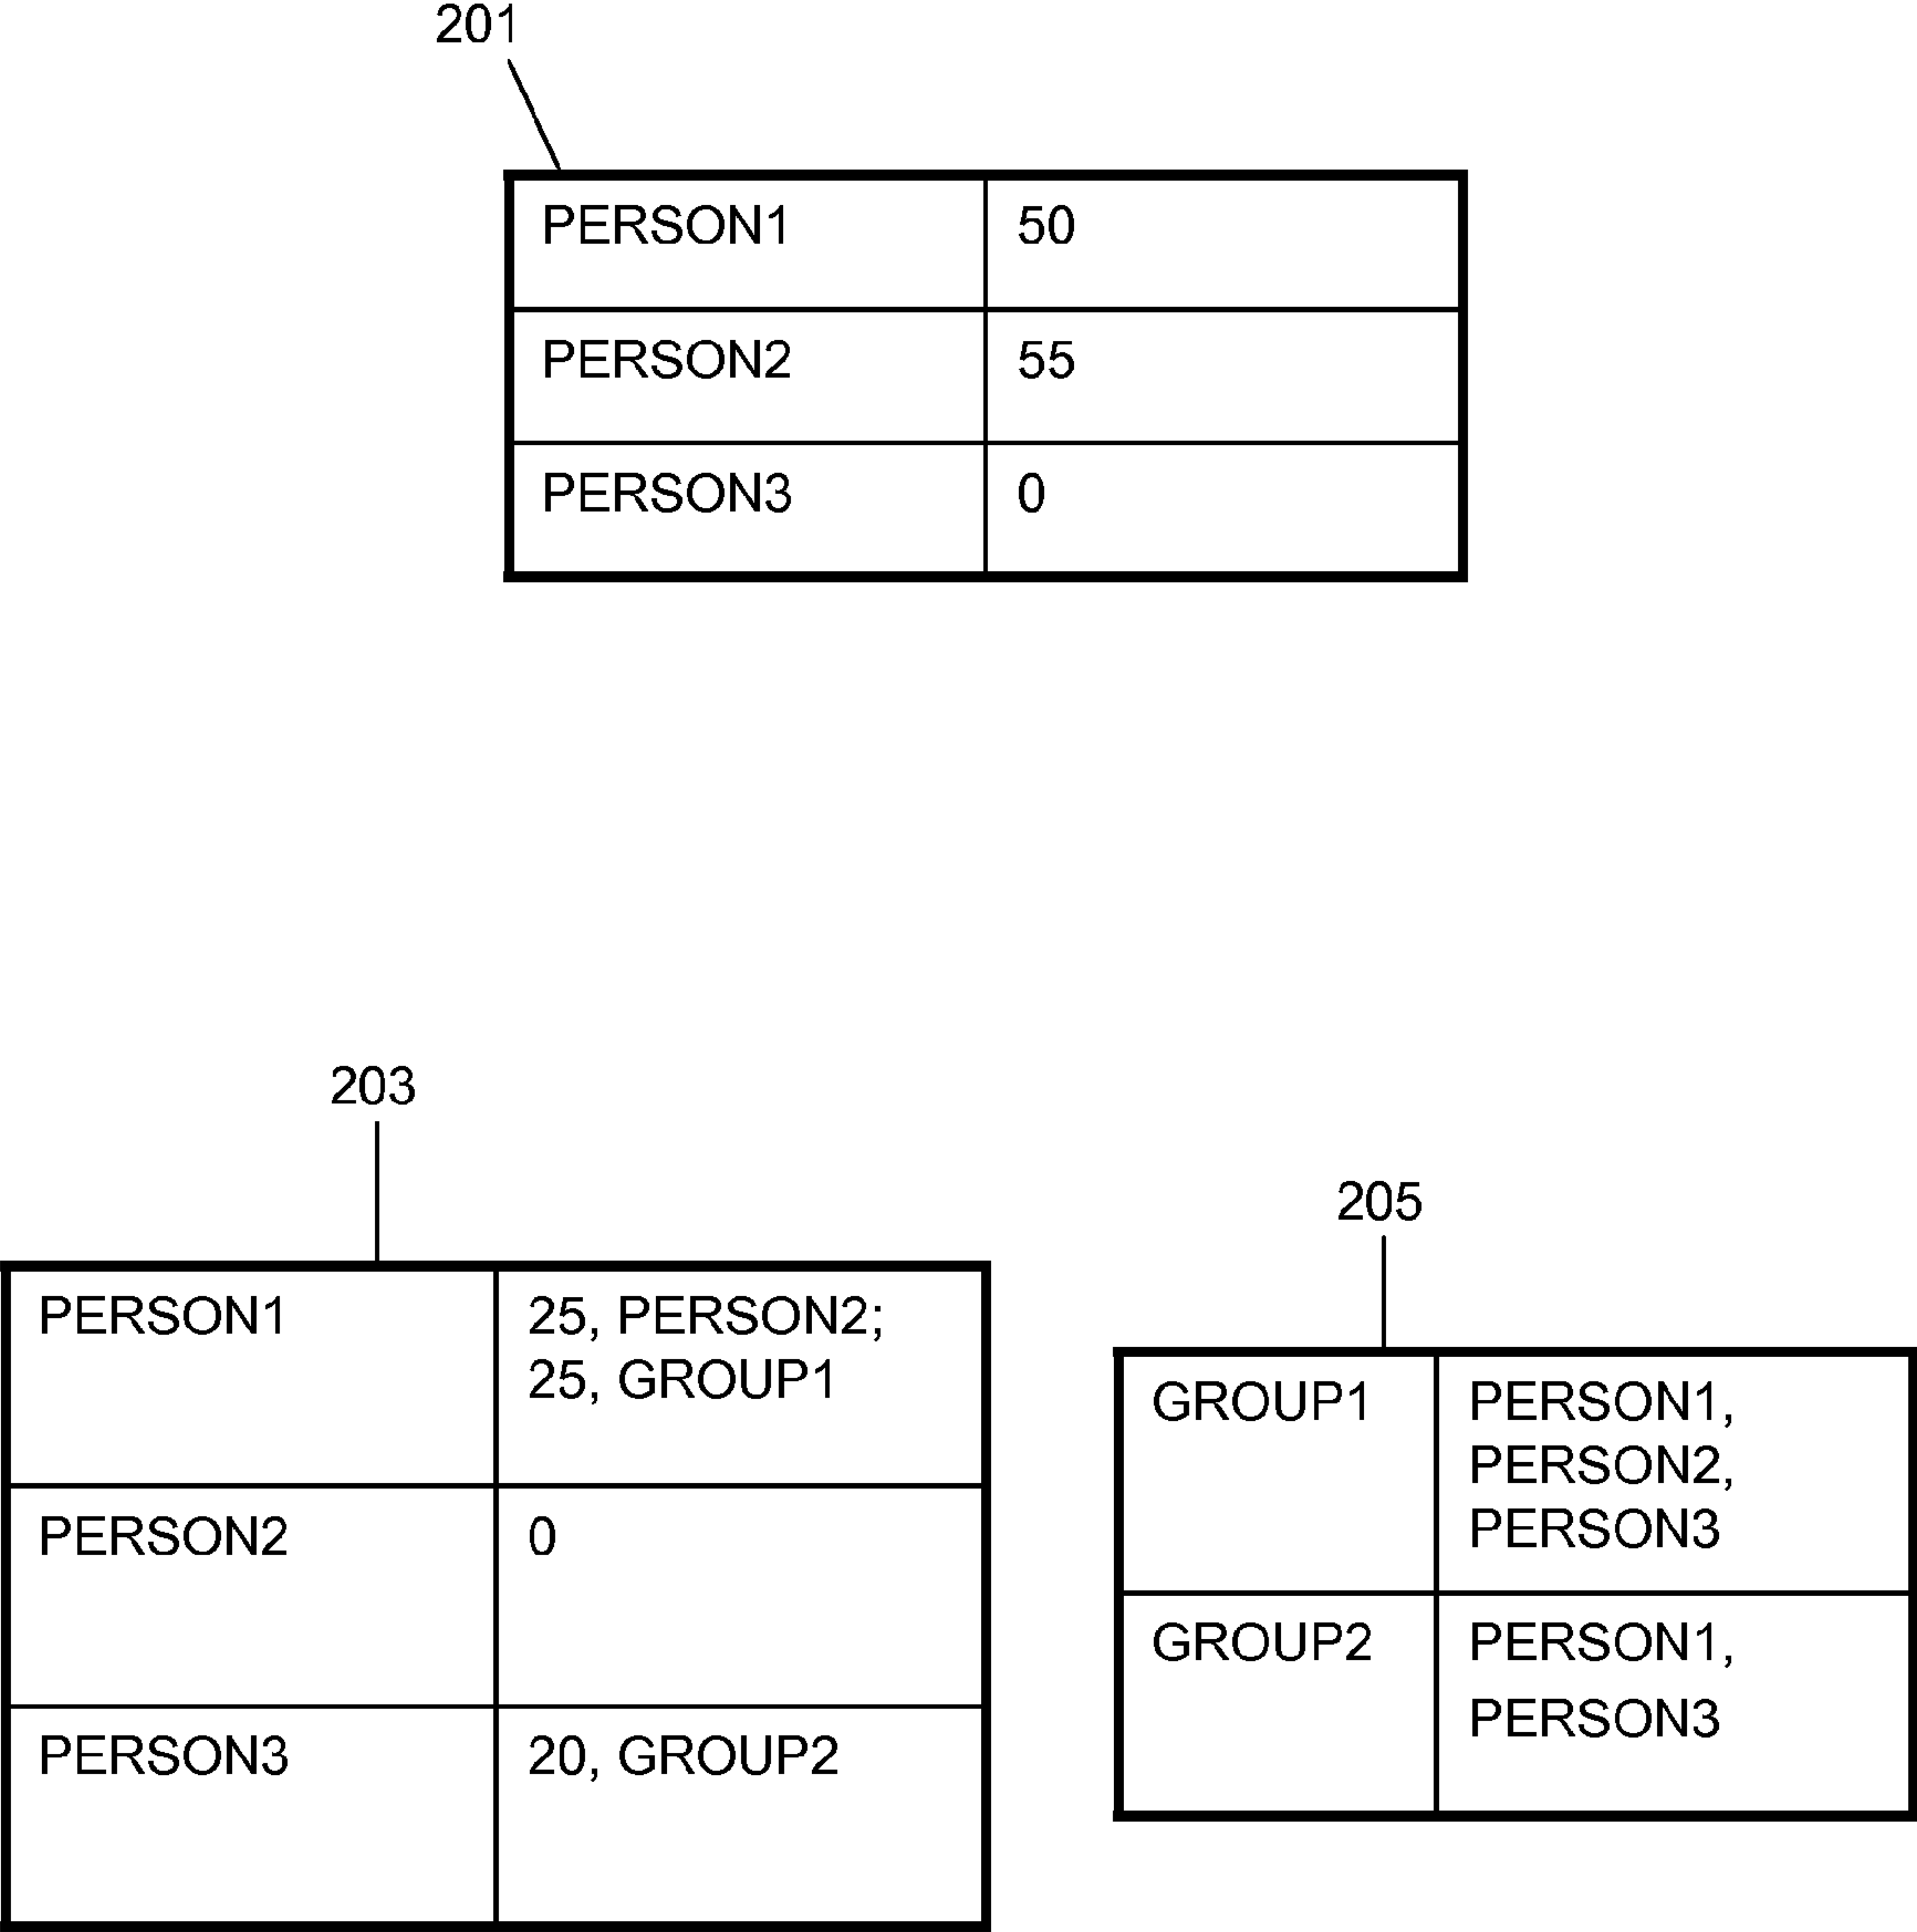 201
PERSON1 50
PERSON2 55
PERSON3 0
203
PERSON1 25, PERSON2;
25, GROUP1
PERSON2 0
PERSON3 20, GROUP2
205
GROUP1 PERSON1,
PERSON2,
PERSON3
GROUP2 PERSON1,
PERSON3